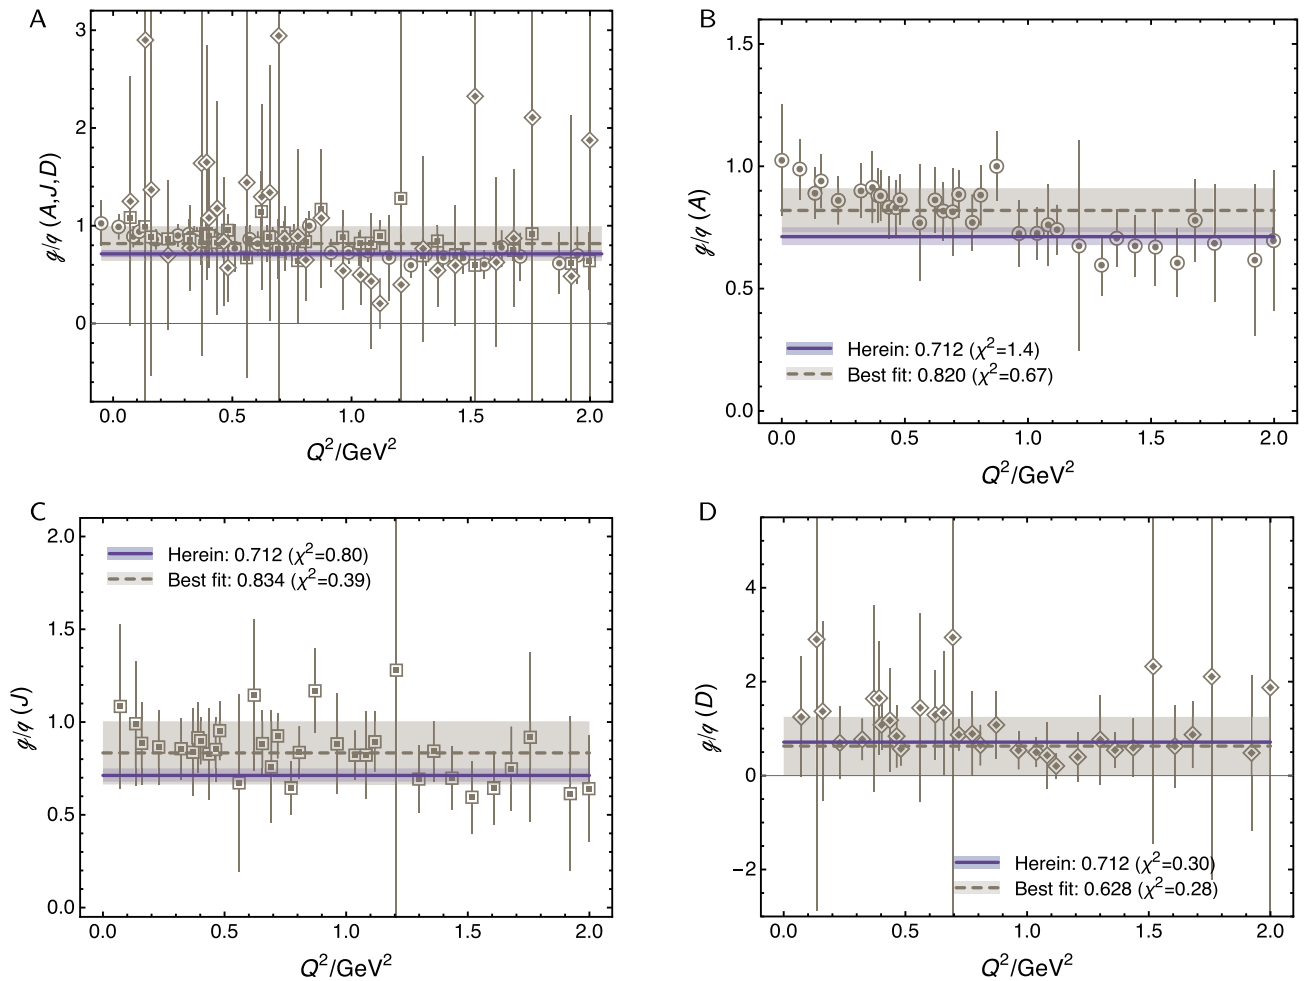 A
3
2
1
0
g/q (A,J,D)
0.0 0.5 1.0 1.5 2.0
Q²/GeV²
B
1.5
1.0
0.5
0.0
g/q (A)
Herein: 0.712 (χ²=1.4)
Best fit: 0.820 (χ²=0.67)
0.0 0.5 1.0 1.5 2.0
Q²/GeV²
C
2.0
1.5
1.0
0.5
0.0
g/q (J)
Herein: 0.712 (χ²=0.80)
Best fit: 0.834 (χ²=0.39)
0.0 0.5 1.0 1.5 2.0
Q²/GeV²
D
4
2
0
−2
g/q (D)
Herein: 0.712 (χ²=0.30)
Best fit: 0.628 (χ²=0.28)
0.0 0.5 1.0 1.5 2.0
Q²/GeV²